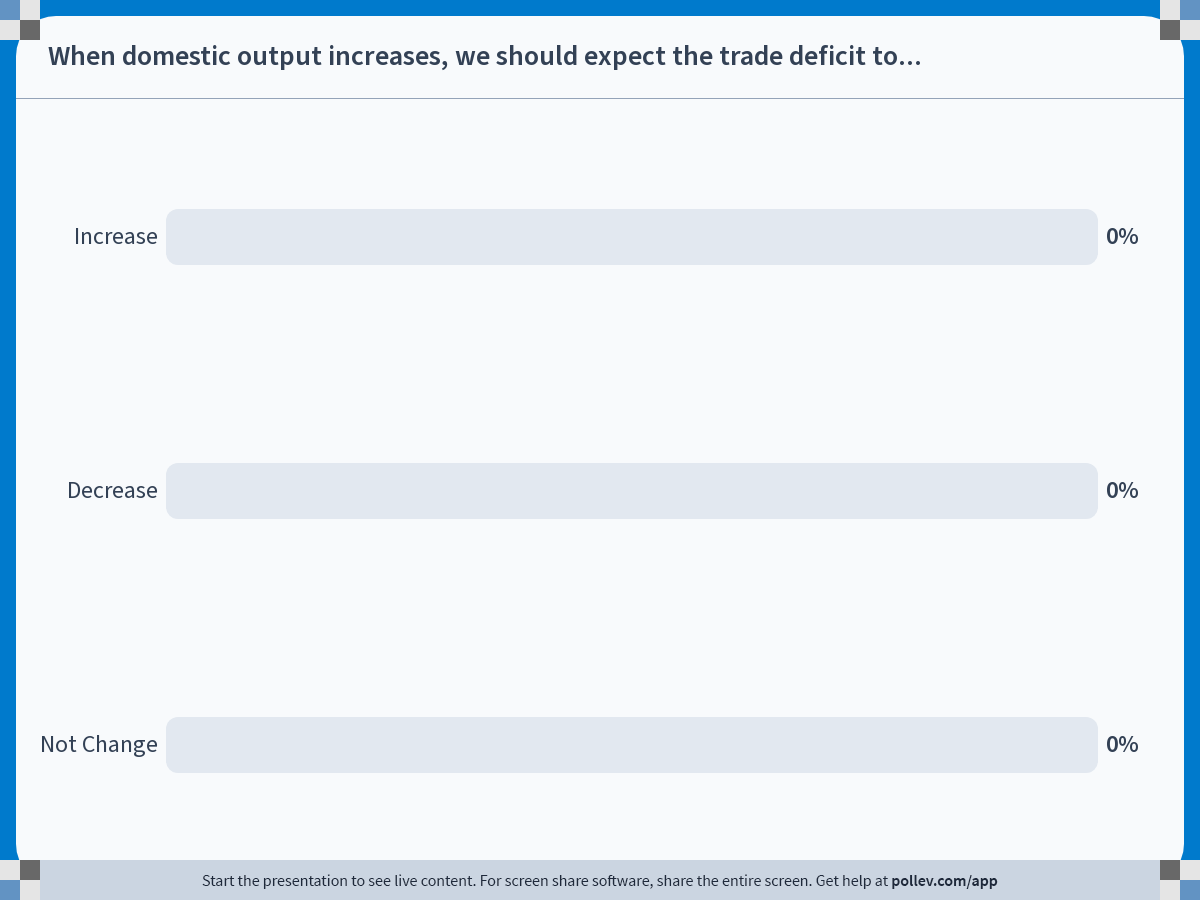 When domestic output increases, we should expect the trade deficit to...
Increase 0%
Decrease 0%
Not Change 0%
Start the presentation to see live content. For screen share software, share the entire screen. Get help at pollev.com/app